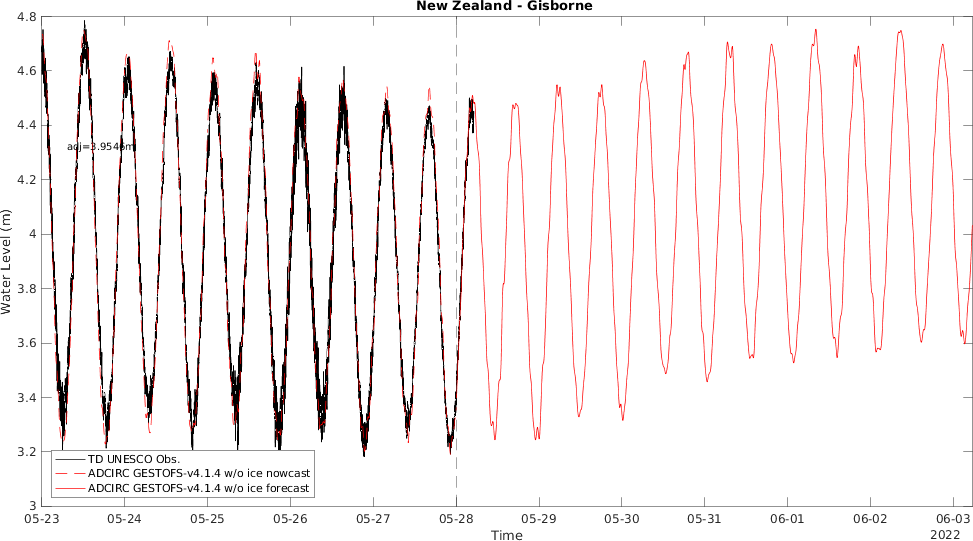 New Zealand - Gisborne
4.8
4.6
4.4
4.2
4
3.8
3.6
3.4
3.2
3
Water Level (m)
adj=3.9546m
TD UNESCO Obs.
ADCIRC GESTOFS-v4.1.4 w/o ice nowcast
ADCIRC GESTOFS-v4.1.4 w/o ice forecast
05-23 05-24 05-25 05-26 05-27 05-28 05-29 05-30 05-31 06-01 06-02 06-03
Time
2022